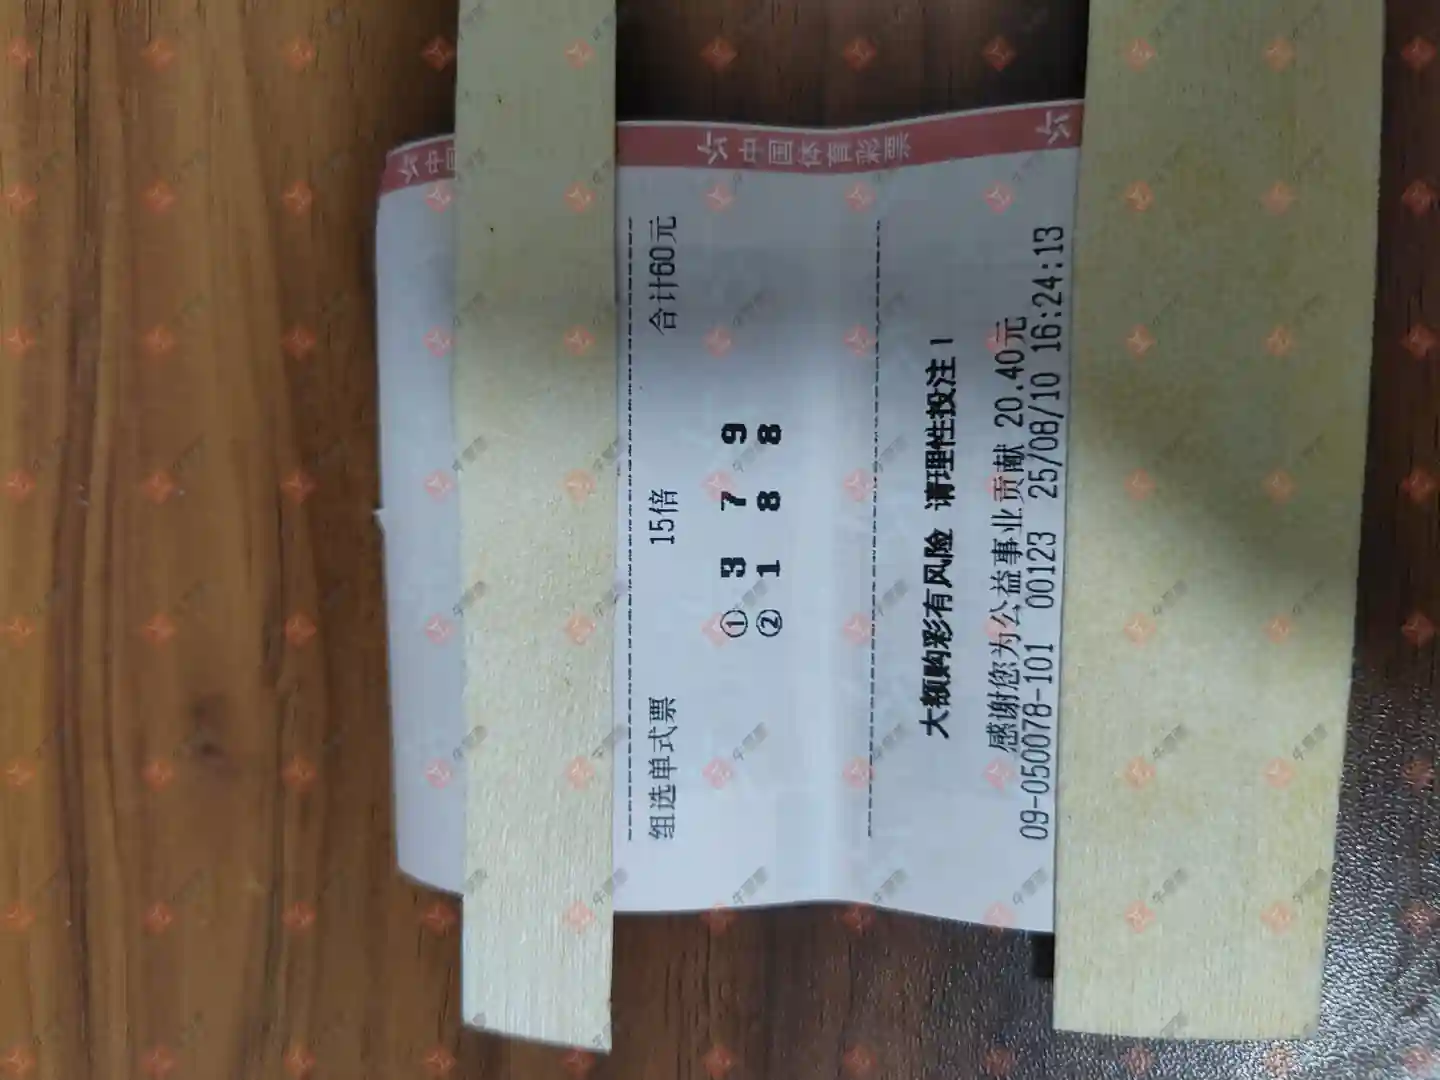 中国体育彩票
组选单式票 15倍 合计60元
① 3 7 9
② 1 8 8
大额购彩有风险 请理性投注！
感谢您为公益事业贡献 20.40元
09-050078-101 00123 25/08/10 16:24:13